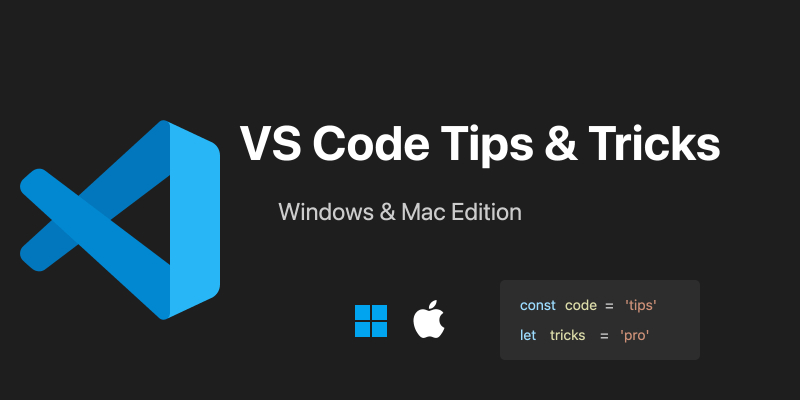 VS Code Tips & Tricks
Windows & Mac Edition
const code = 'tips'
let tricks = 'pro'